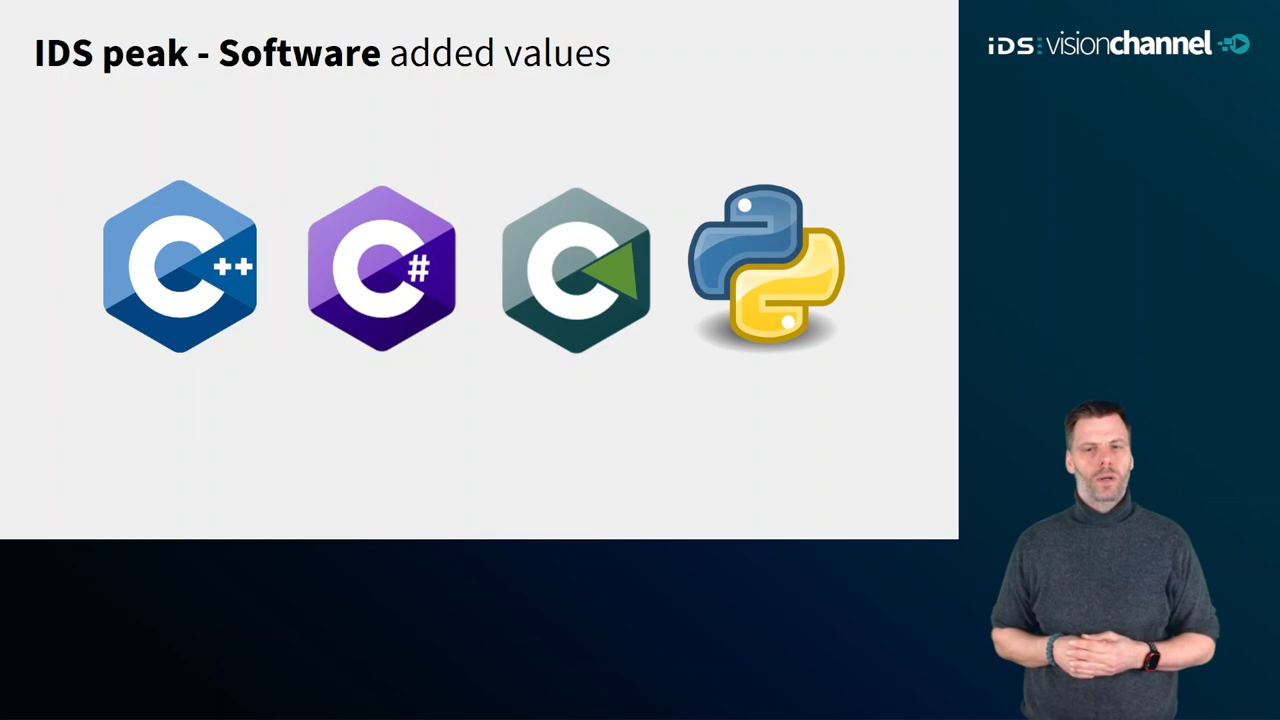 IDS peak - Software added values
IDS visionchannel
C++
C#
C